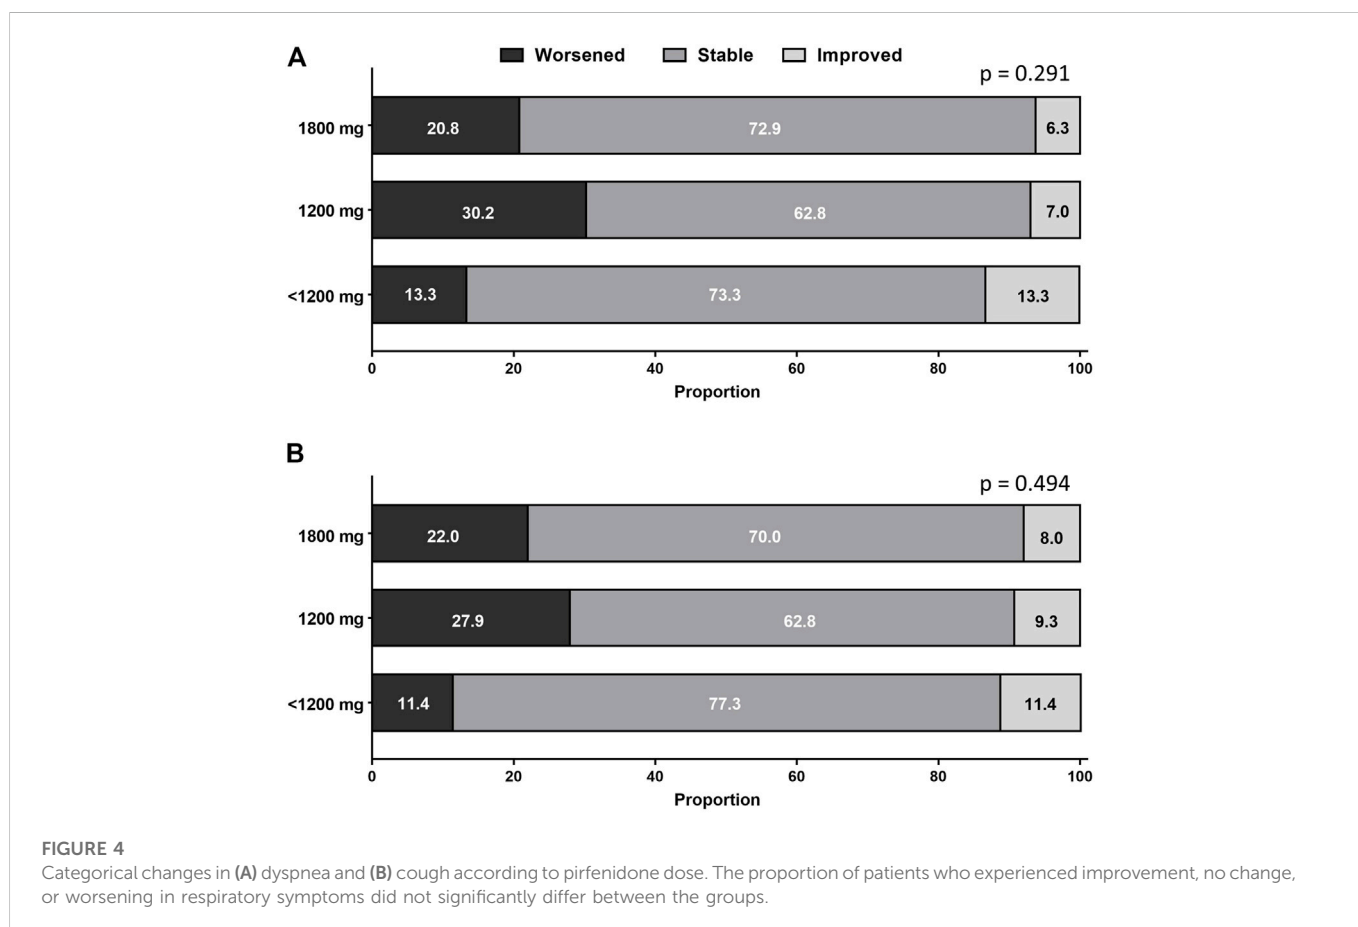 A
Worsened Stable Improved
p = 0.291
1800 mg 20.8 72.9 6.3
1200 mg 30.2 62.8 7.0
<1200 mg 13.3 73.3 13.3
0 20 40 60 80 100
Proportion
B
p = 0.494
1800 mg 22.0 70.0 8.0
1200 mg 27.9 62.8 9.3
<1200 mg 11.4 77.3 11.4
0 20 40 60 80 100
Proportion
FIGURE 4
Categorical changes in (A) dyspnea and (B) cough according to pirfenidone dose. The proportion of patients who experienced improvement, no change,
or worsening in respiratory symptoms did not significantly differ between the groups.